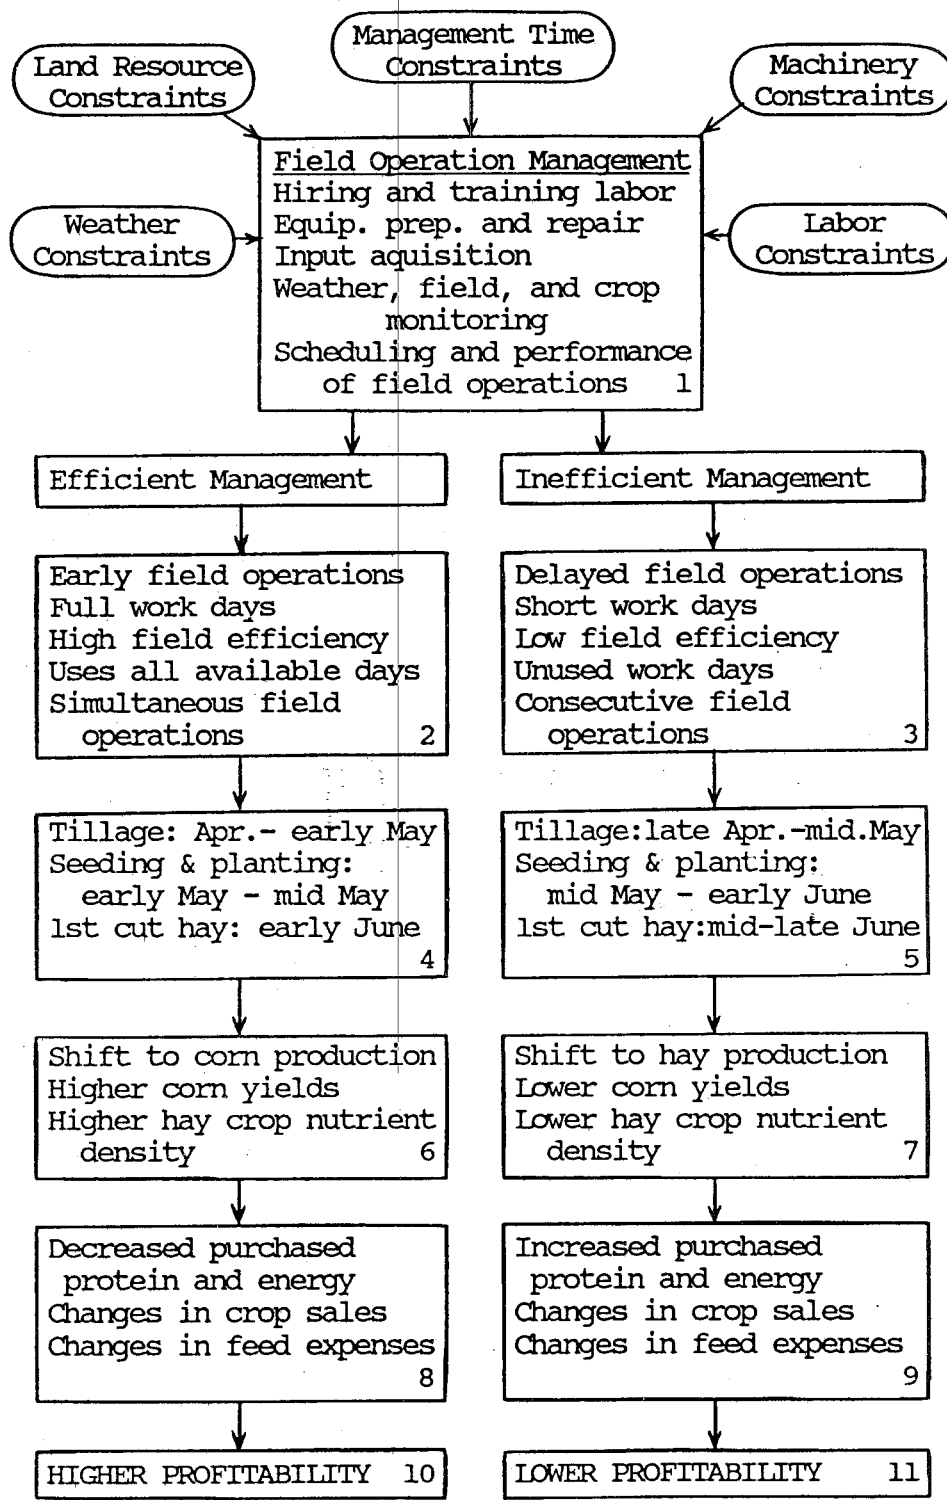 Management Time
Constraints
Land Resource
Constraints
Machinery
Constraints
Weather
Constraints
Labor
Constraints
Field Operation Management
Hiring and training labor
Equip. prep. and repair
Input aquisition
Weather, field, and crop
monitoring
Scheduling and performance
of field operations 1
Efficient Management
Early field operations
Full work days
High field efficiency
Uses all available days
Simultaneous field
operations 2
Tillage: Apr.- early May
Seeding & planting:
early May - mid May
1st cut hay: early June
4
Shift to corn production
Higher corn yields
Higher hay crop nutrient
density 6
Decreased purchased
protein and energy
Changes in crop sales
Changes in feed expenses
8
HIGHER PROFITABILITY 10
Inefficient Management
Delayed field operations
Short work days
Low field efficiency
Unused work days
Consecutive field
operations 3
Tillage:late Apr.-mid.May
Seeding & planting:
mid May - early June
1st cut hay:mid-late June
5
Shift to hay production
Lower corn yields
Lower hay crop nutrient
density 7
Increased purchased
protein and energy
Changes in crop sales
Changes in feed expenses
9
LOWER PROFITABILITY 11